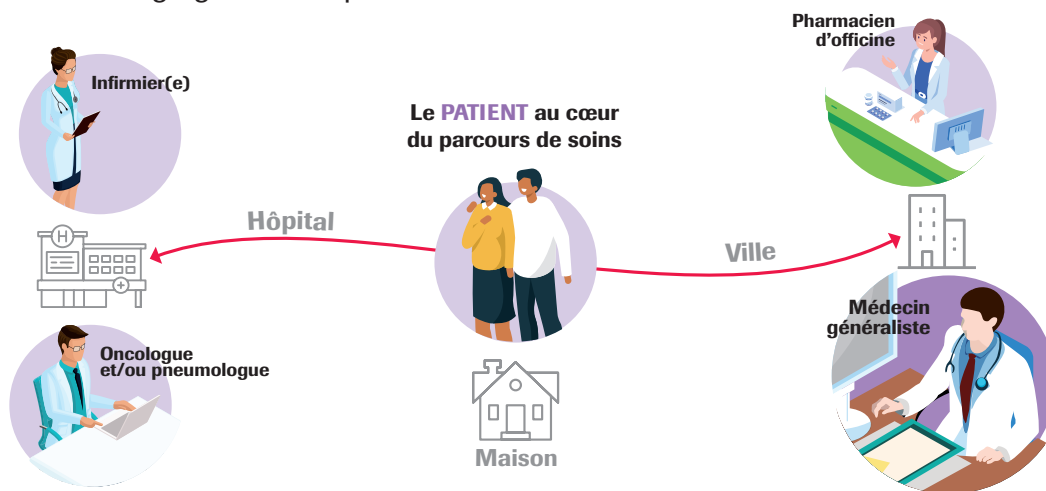 Pharmacien
d'officine
Infirmier(e)
Le PATIENT au cœur
du parcours de soins
Hôpital
Ville
H
Médecin
généraliste
Oncologue
et/ou pneumologue
Maison